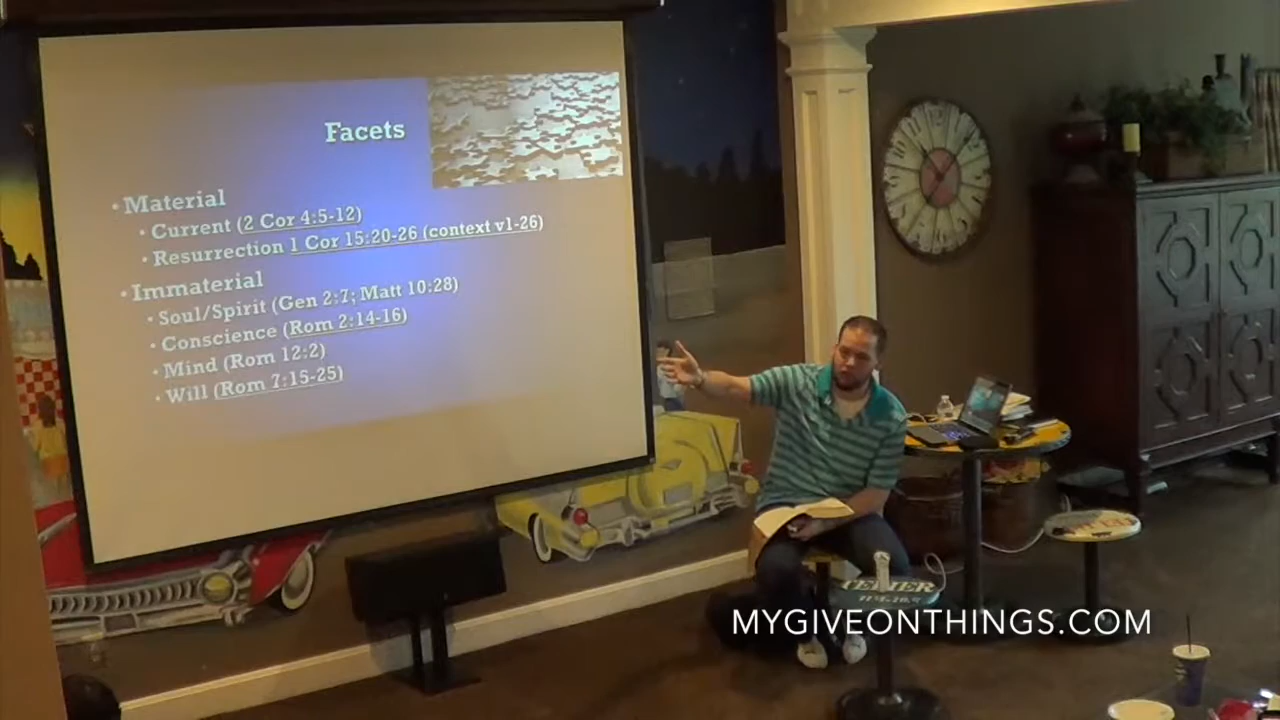 Facets
• Material
• Current (2 Cor 4:5-12)
• Resurrection 1 Cor 15:20-26 (context v1-26)
• Immaterial
• Soul/Spirit (Gen 2:7; Matt 10:28)
• Conscience (Rom 2:14-16)
• Mind (Rom 12:2)
• Will (Rom 7:15-25)
MYGIVEONTHINGS.COM